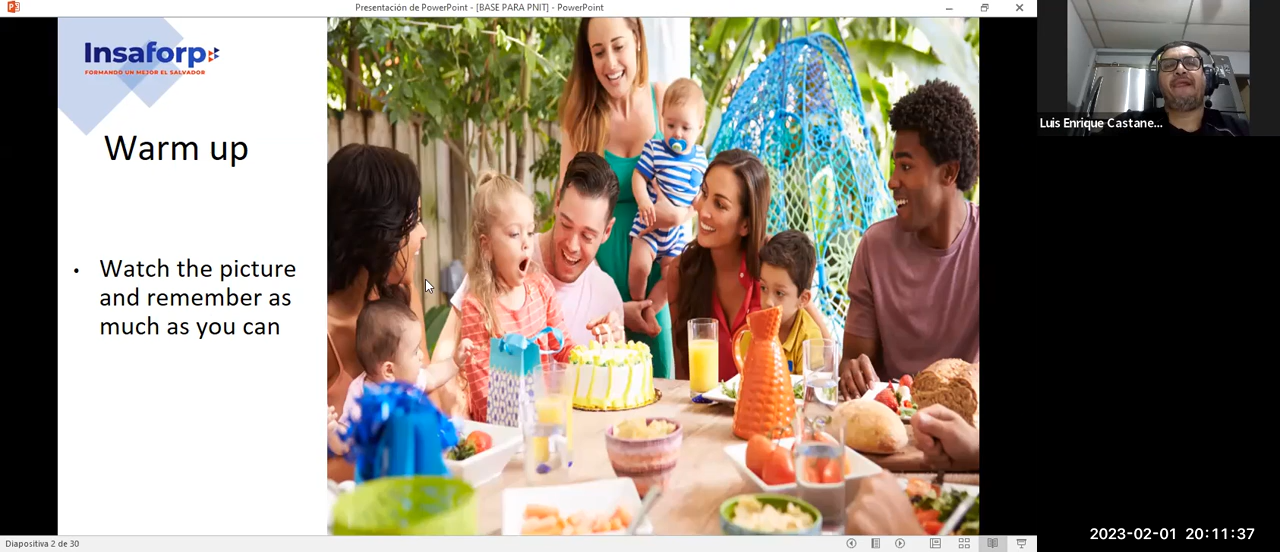 Presentación de PowerPoint - [BASE PARA PNIT] - PowerPoint
Insaforp
FORMANDO UN MEJOR EL SALVADOR
Warm up
• Watch the picture
and remember as
much as you can
Luis Enrique Castane...
Diapositiva 2 de 30
2023-02-01 20:11:37